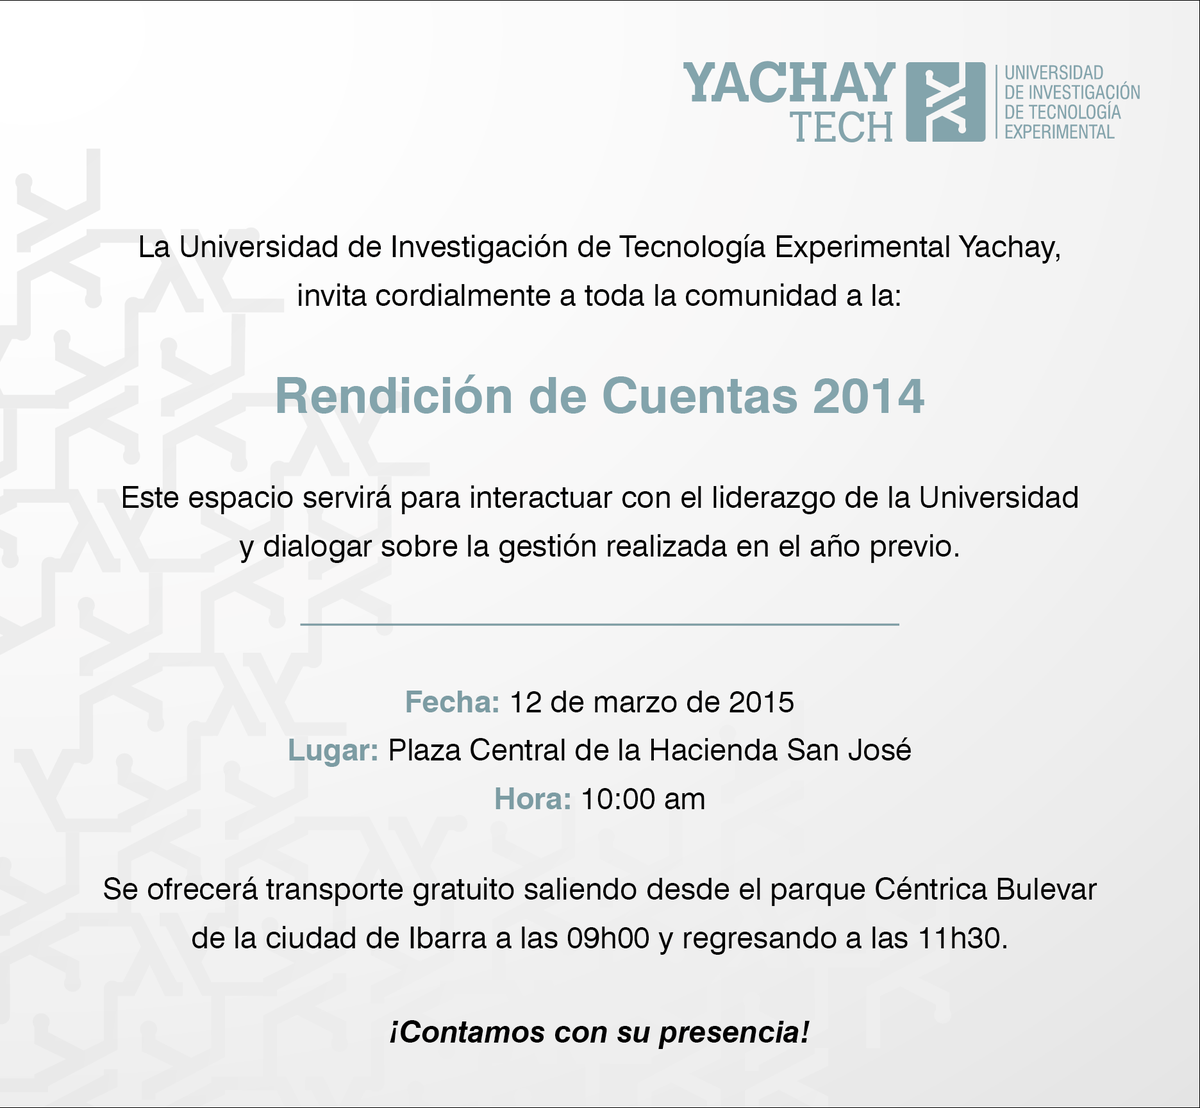 YACHAY
TECH
UNIVERSIDAD
DE INVESTIGACIÓN
DE TECNOLOGÍA
EXPERIMENTAL
La Universidad de Investigación de Tecnología Experimental Yachay,
invita cordialmente a toda la comunidad a la:
Rendición de Cuentas 2014
Este espacio servirá para interactuar con el liderazgo de la Universidad
y dialogar sobre la gestión realizada en el año previo.
Fecha: 12 de marzo de 2015
Lugar: Plaza Central de la Hacienda San José
Hora: 10:00 am
Se ofrecerá transporte gratuito saliendo desde el parque Céntrica Bulevar
de la ciudad de Ibarra a las 09h00 y regresando a las 11h30.
¡Contamos con su presencia!